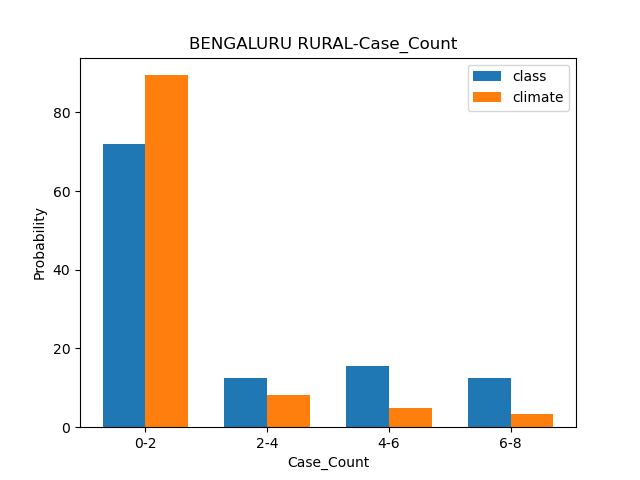 BENGALURU RURAL-Case_Count
class
climate
Probability
80
60
40
20
0
0-2
2-4
4-6
6-8
Case_Count